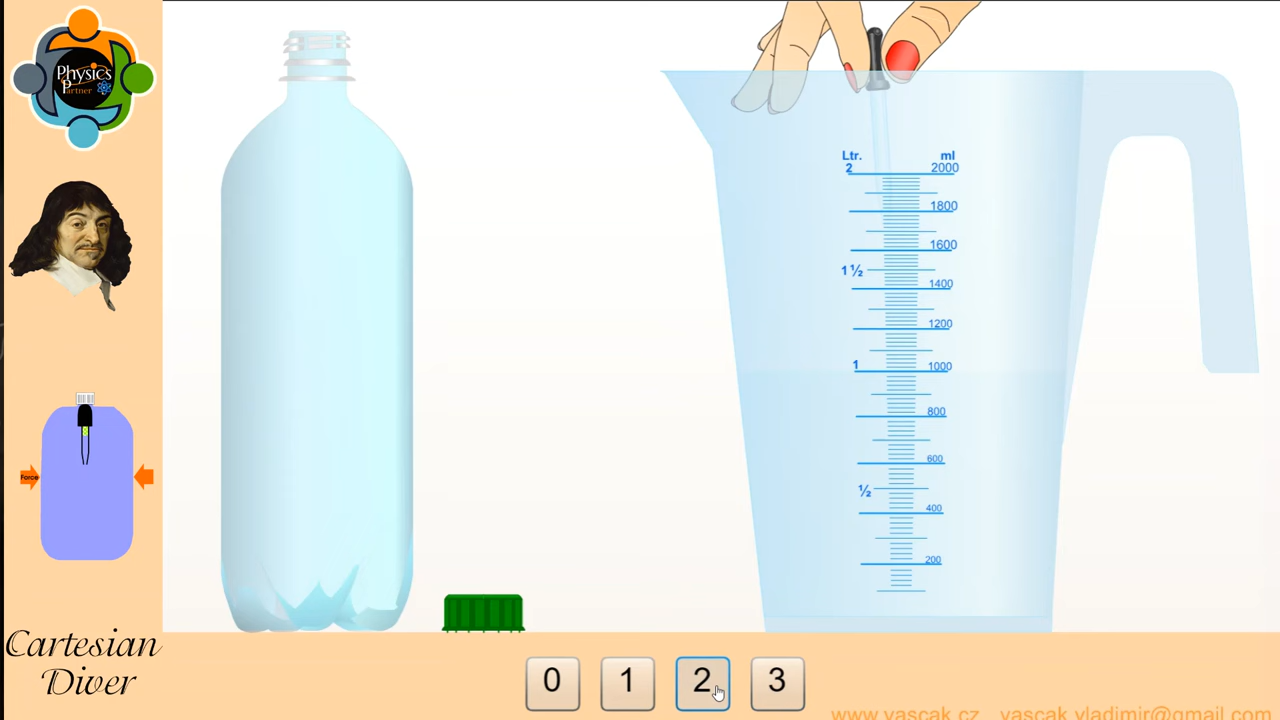 Physics
Partner
Force
Cartesian
Diver
Ltr. ml
2 2000
1800
1600
1 ½
1400
1200
1 1000
800
600
½
400
200
0 1 2 3
www.vascak.cz vascak.vladimir@gmail.com